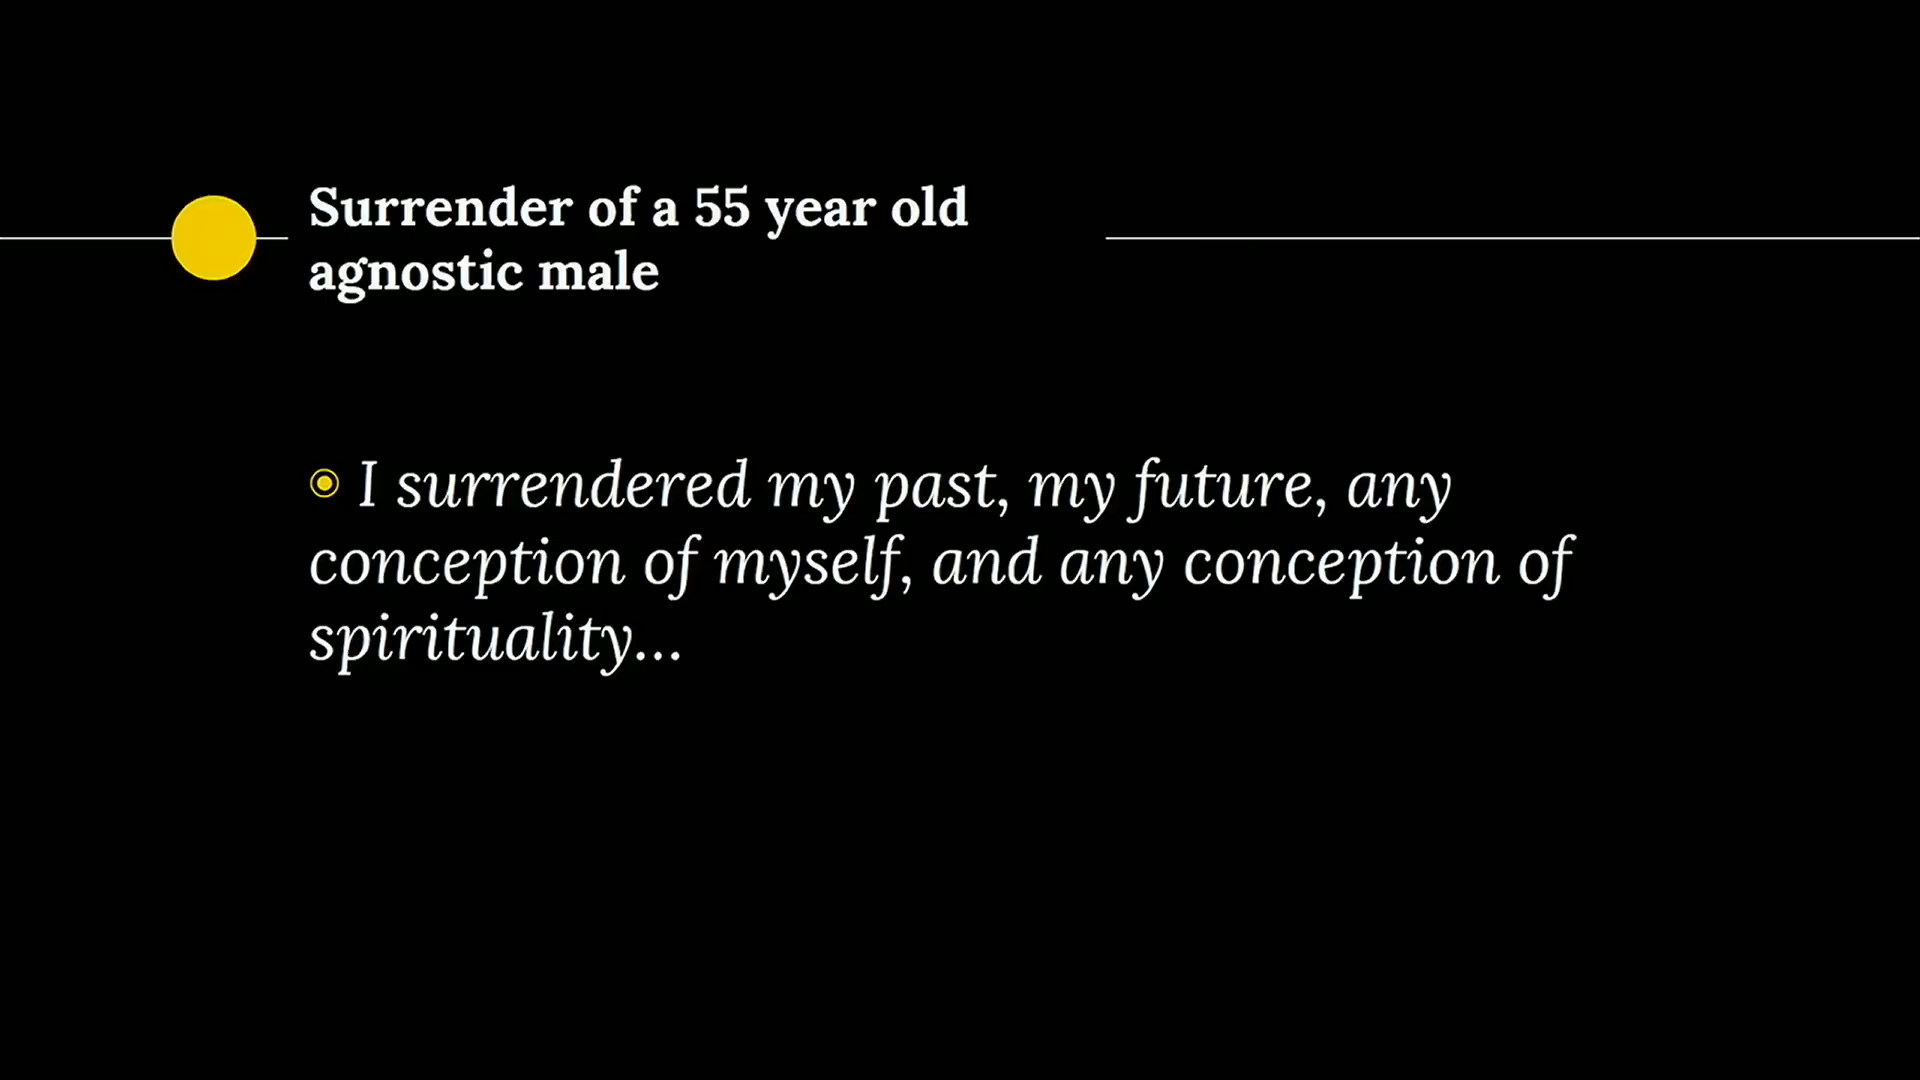 Surrender of a 55 year old
agnostic male
I surrendered my past, my future, any
conception of myself, and any conception of
spirituality...